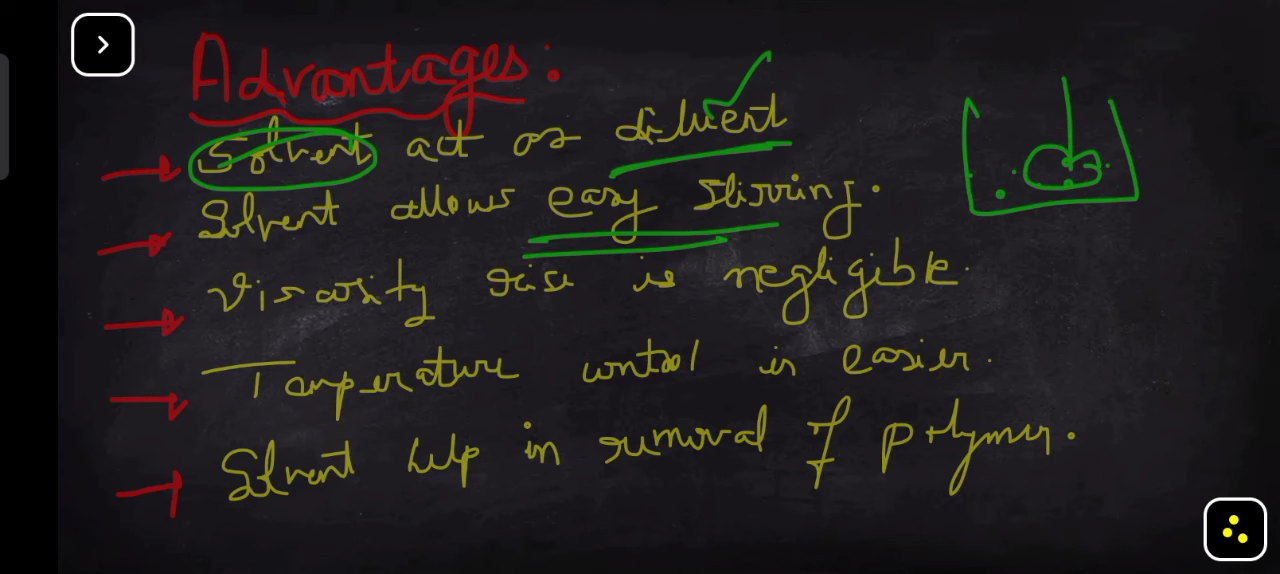 Advantages:
Solvent act as diluent
Solvent allows easy stirring.
Viscosity rise is negligible.
Temperature control is easier.
Solvent help in removal of polymer.